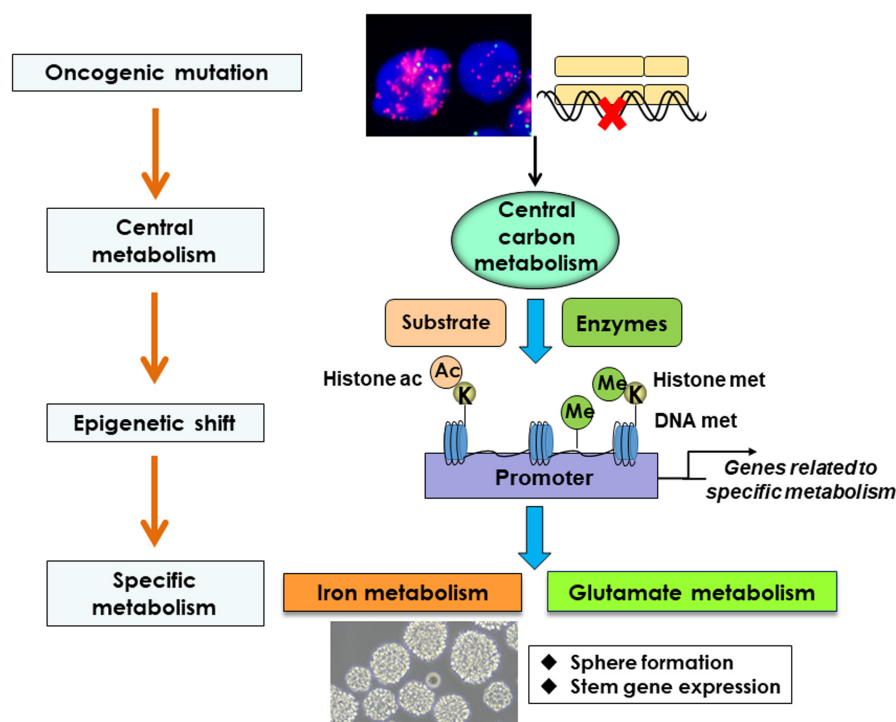 Oncogenic mutation
Central
metabolism
Epigenetic shift
Specific
metabolism
Central
carbon
metabolism
Substrate
Enzymes
Histone ac
Ac
K
Me
Me
K
Histone met
DNA met
Promoter
Genes related to
specific metabolism
Iron metabolism
Glutamate metabolism
◆ Sphere formation
◆ Stem gene expression